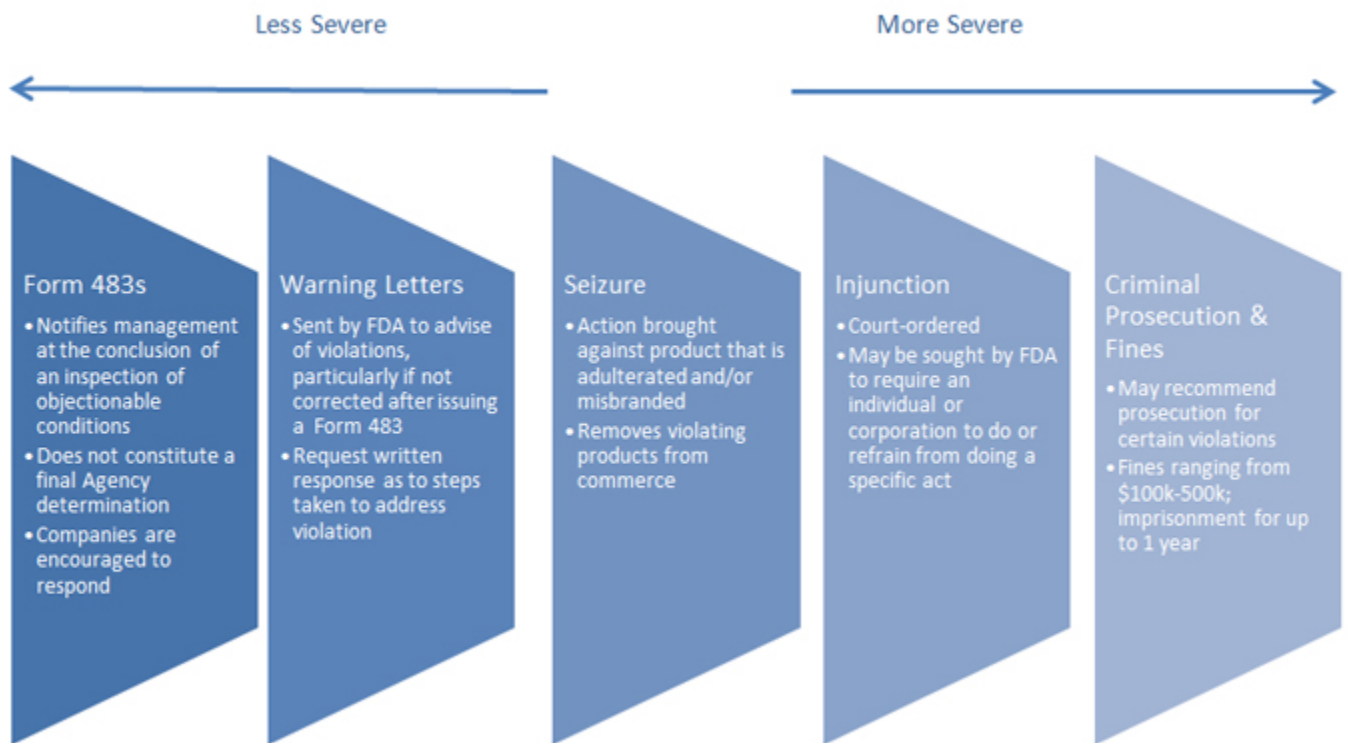 Less Severe
More Severe
Form 483s
•Notifies management
at the conclusion of
an inspection of
objectionable
conditions
•Does not constitute a
final Agency
determination
•Companies are
encouraged to
respond
Warning Letters
•Sent by FDA to advise
of violations,
particularly if not
corrected after issuing
a Form 483
•Request written
response as to steps
taken to address
violation
Seizure
•Action brought
against product that is
adulterated and/or
misbranded
•Removes violating
products from
commerce
Injunction
•Court-ordered
•May be sought by FDA
to require an
individual or
corporation to do or
refrain from doing a
specific act
Criminal
Prosecution &
Fines
•May recommend
prosecution for
certain violations
•Fines ranging from
$100k-500k;
imprisonment for up
to 1 year